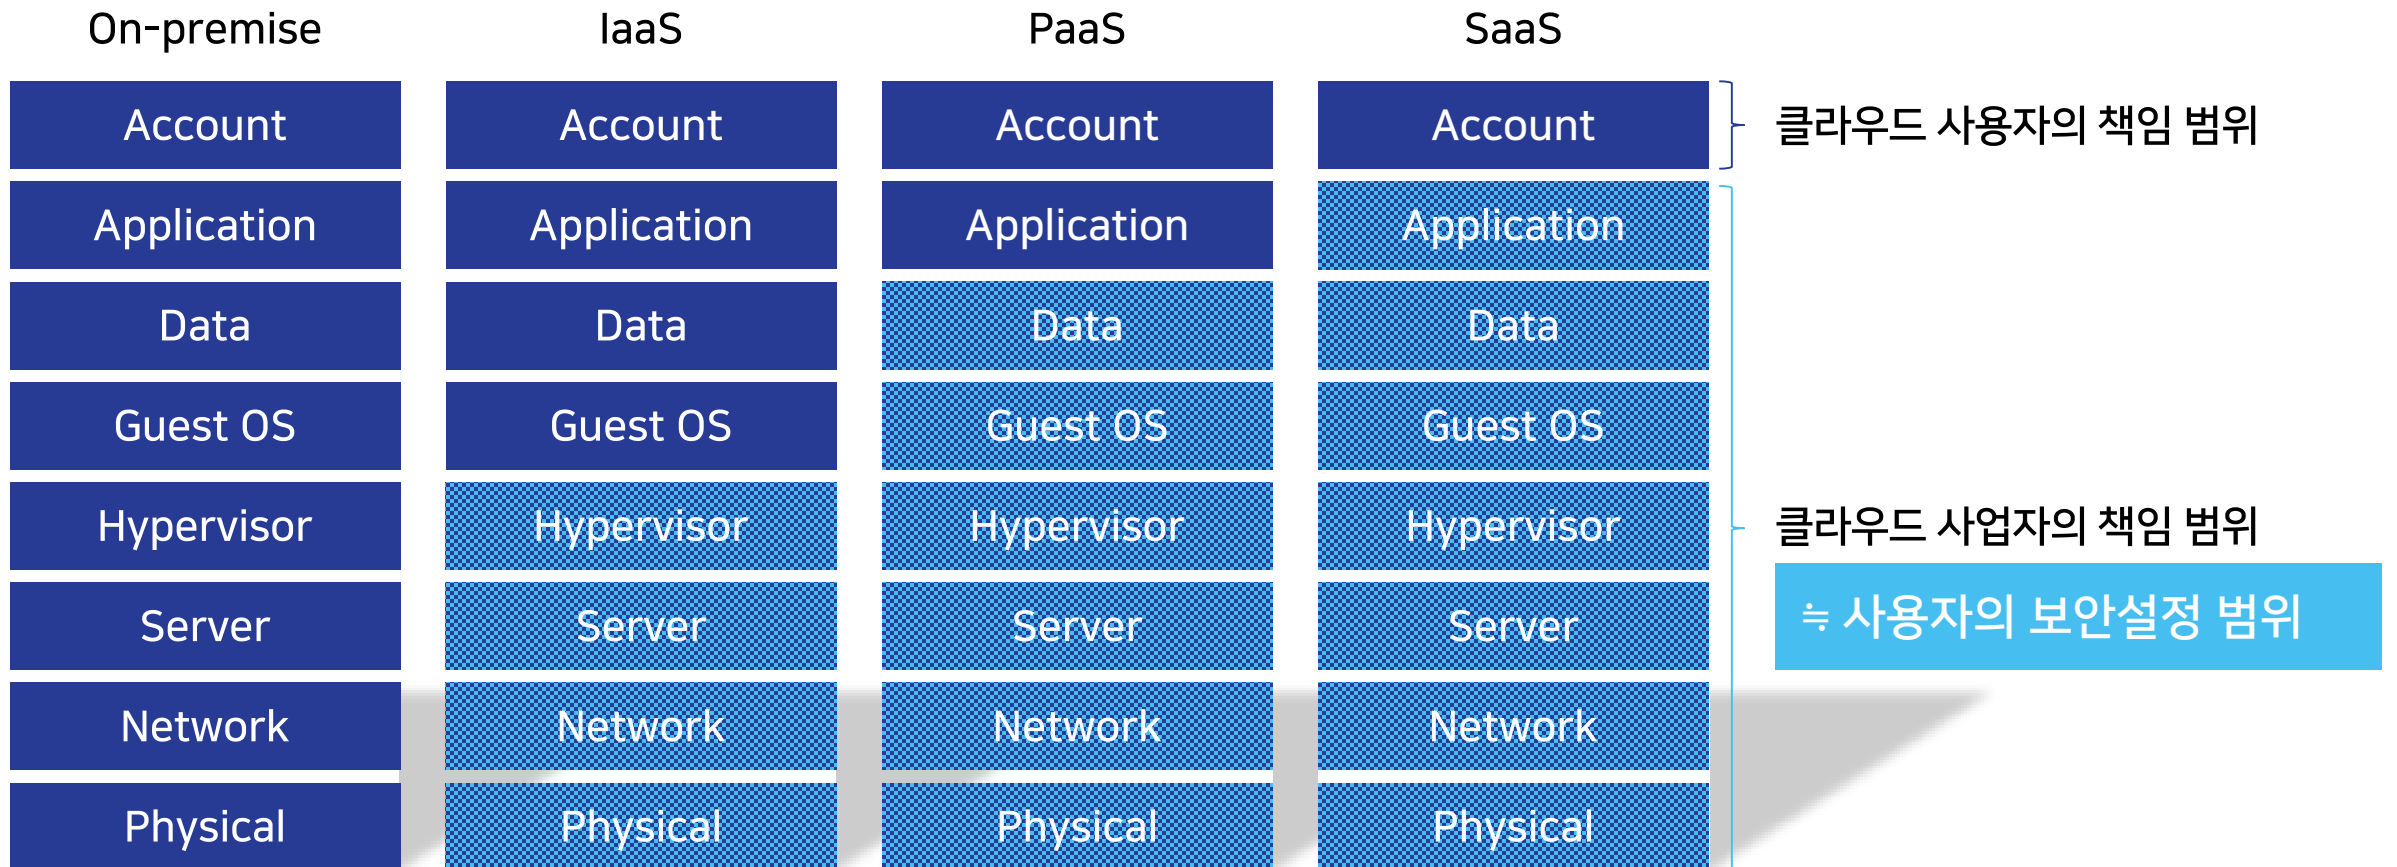 On-premise IaaS PaaS SaaS
Account Account Account Account 클라우드 사용자의 책임 범위
Application Application Application Application
Data Data Data Data
Guest OS Guest OS Guest OS Guest OS
Hypervisor Hypervisor Hypervisor Hypervisor 클라우드 사업자의 책임 범위
Server Server Server Server ≒ 사용자의 보안설정 범위
Network Network Network Network
Physical Physical Physical Physical